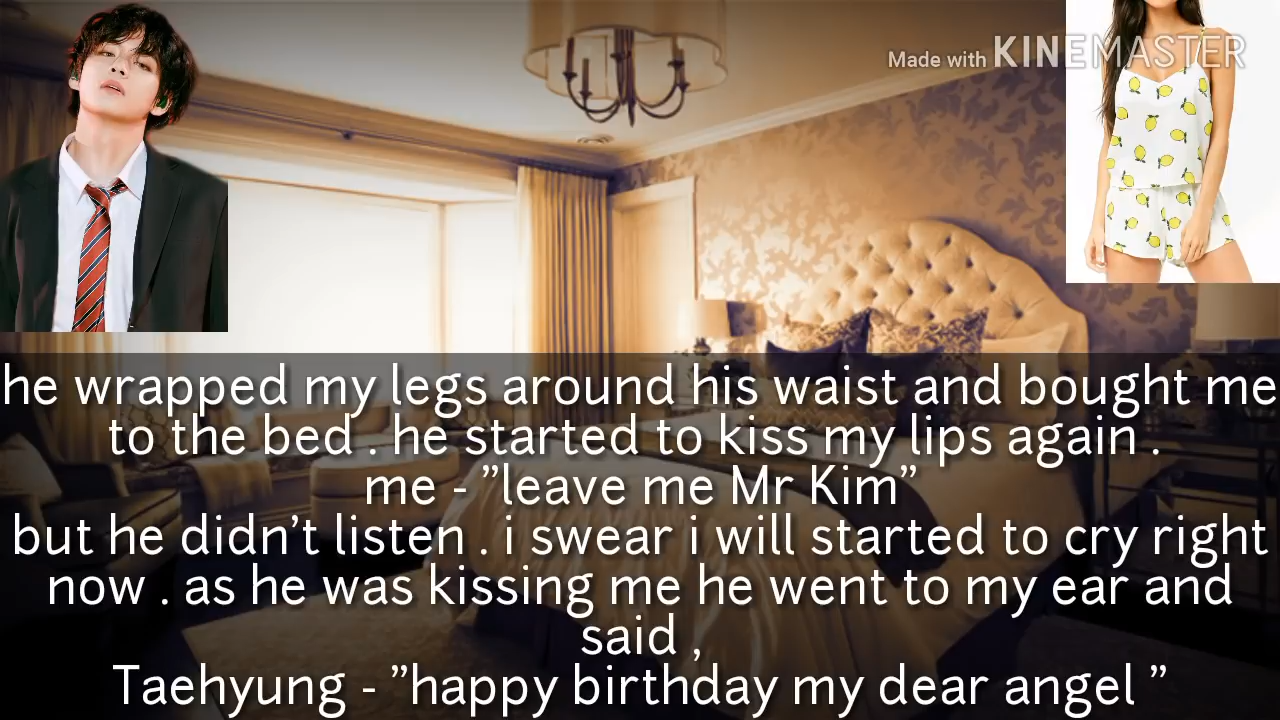 Made with KINEMASTER
he wrapped my legs around his waist and bought me
to the bed . he started to kiss my lips again .
me - ”leave me Mr Kim”
but he didn’t listen . i swear i will started to cry right
now . as he was kissing me he went to my ear and
said ,
Taehyung - ”happy birthday my dear angel ”